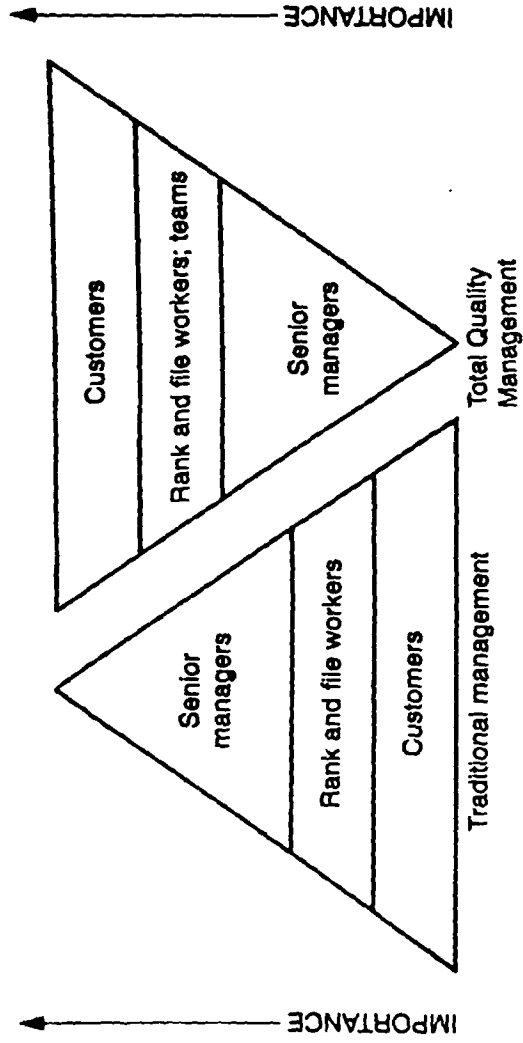 IMPORTANCE
Senior
managers
Rank and file workers
Customers
Traditional management
Customers
Rank and file workers; teams
Senior
managers
Total Quality
Management
IMPORTANCE